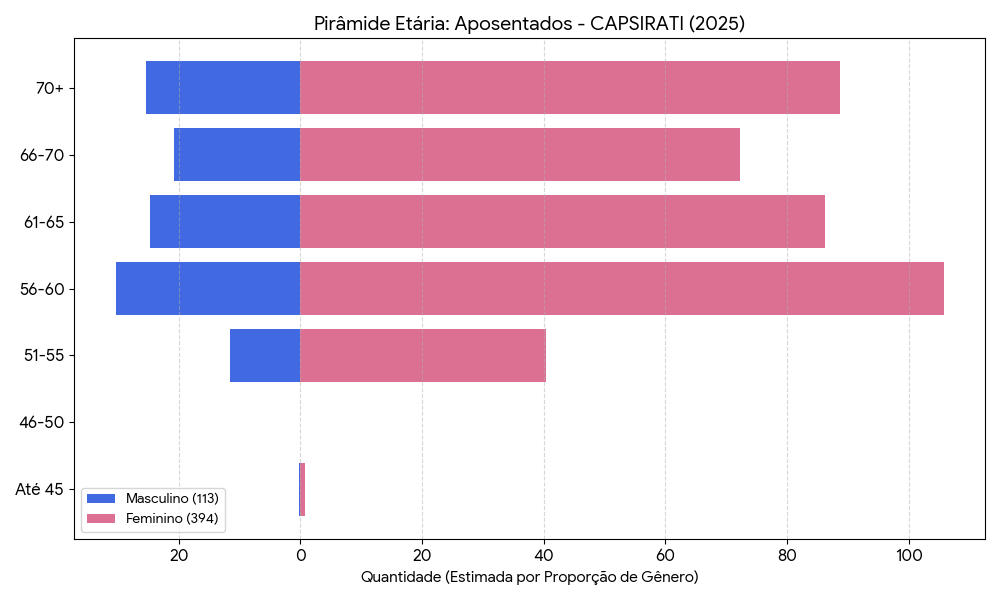 Pirâmide Etária: Aposentados - CAPSIRATI (2025)
70+
66-70
61-65
56-60
51-55
46-50
Até 45
Masculino (113)
Feminino (394)
20 0 20 40 60 80 100
Quantidade (Estimada por Proporção de Gênero)